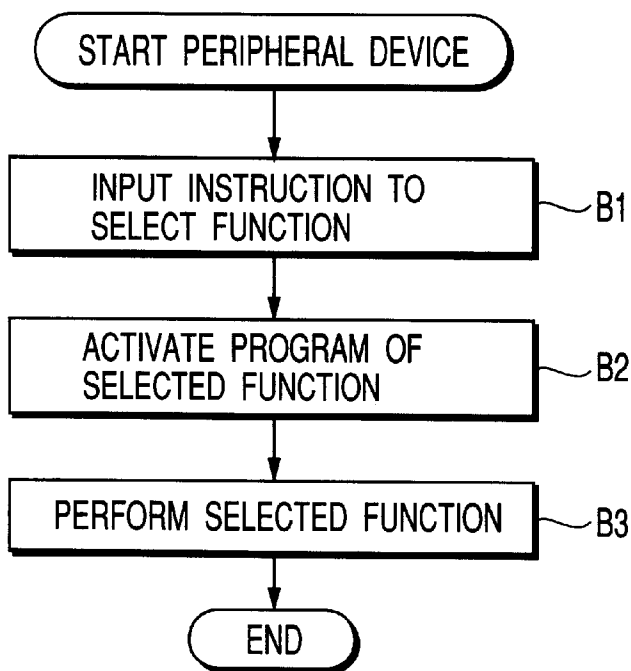 START PERIPHERAL DEVICE
INPUT INSTRUCTION TO
SELECT FUNCTION
B1
ACTIVATE PROGRAM OF
SELECTED FUNCTION
B2
PERFORM SELECTED FUNCTION
B3
END